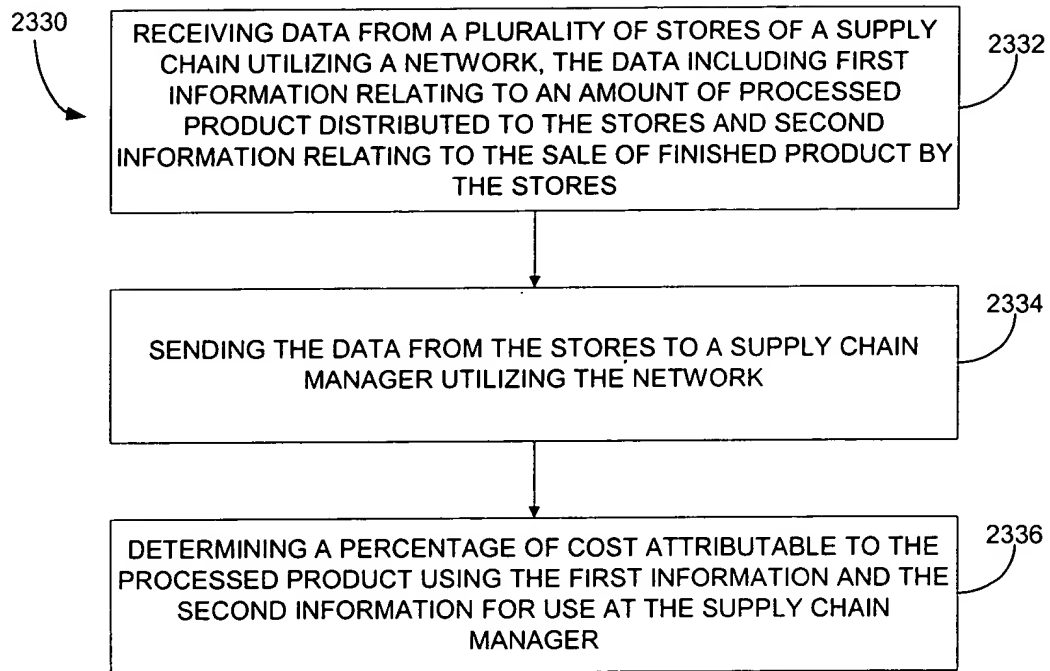 2330
RECEIVING DATA FROM A PLURALITY OF STORES OF A SUPPLY
CHAIN UTILIZING A NETWORK, THE DATA INCLUDING FIRST
INFORMATION RELATING TO AN AMOUNT OF PROCESSED
PRODUCT DISTRIBUTED TO THE STORES AND SECOND
INFORMATION RELATING TO THE SALE OF FINISHED PRODUCT BY
THE STORES
2332
SENDING THE DATA FROM THE STORES TO A SUPPLY CHAIN
MANAGER UTILIZING THE NETWORK
2334
DETERMINING A PERCENTAGE OF COST ATTRIBUTABLE TO THE
PROCESSED PRODUCT USING THE FIRST INFORMATION AND THE
SECOND INFORMATION FOR USE AT THE SUPPLY CHAIN
MANAGER
2336